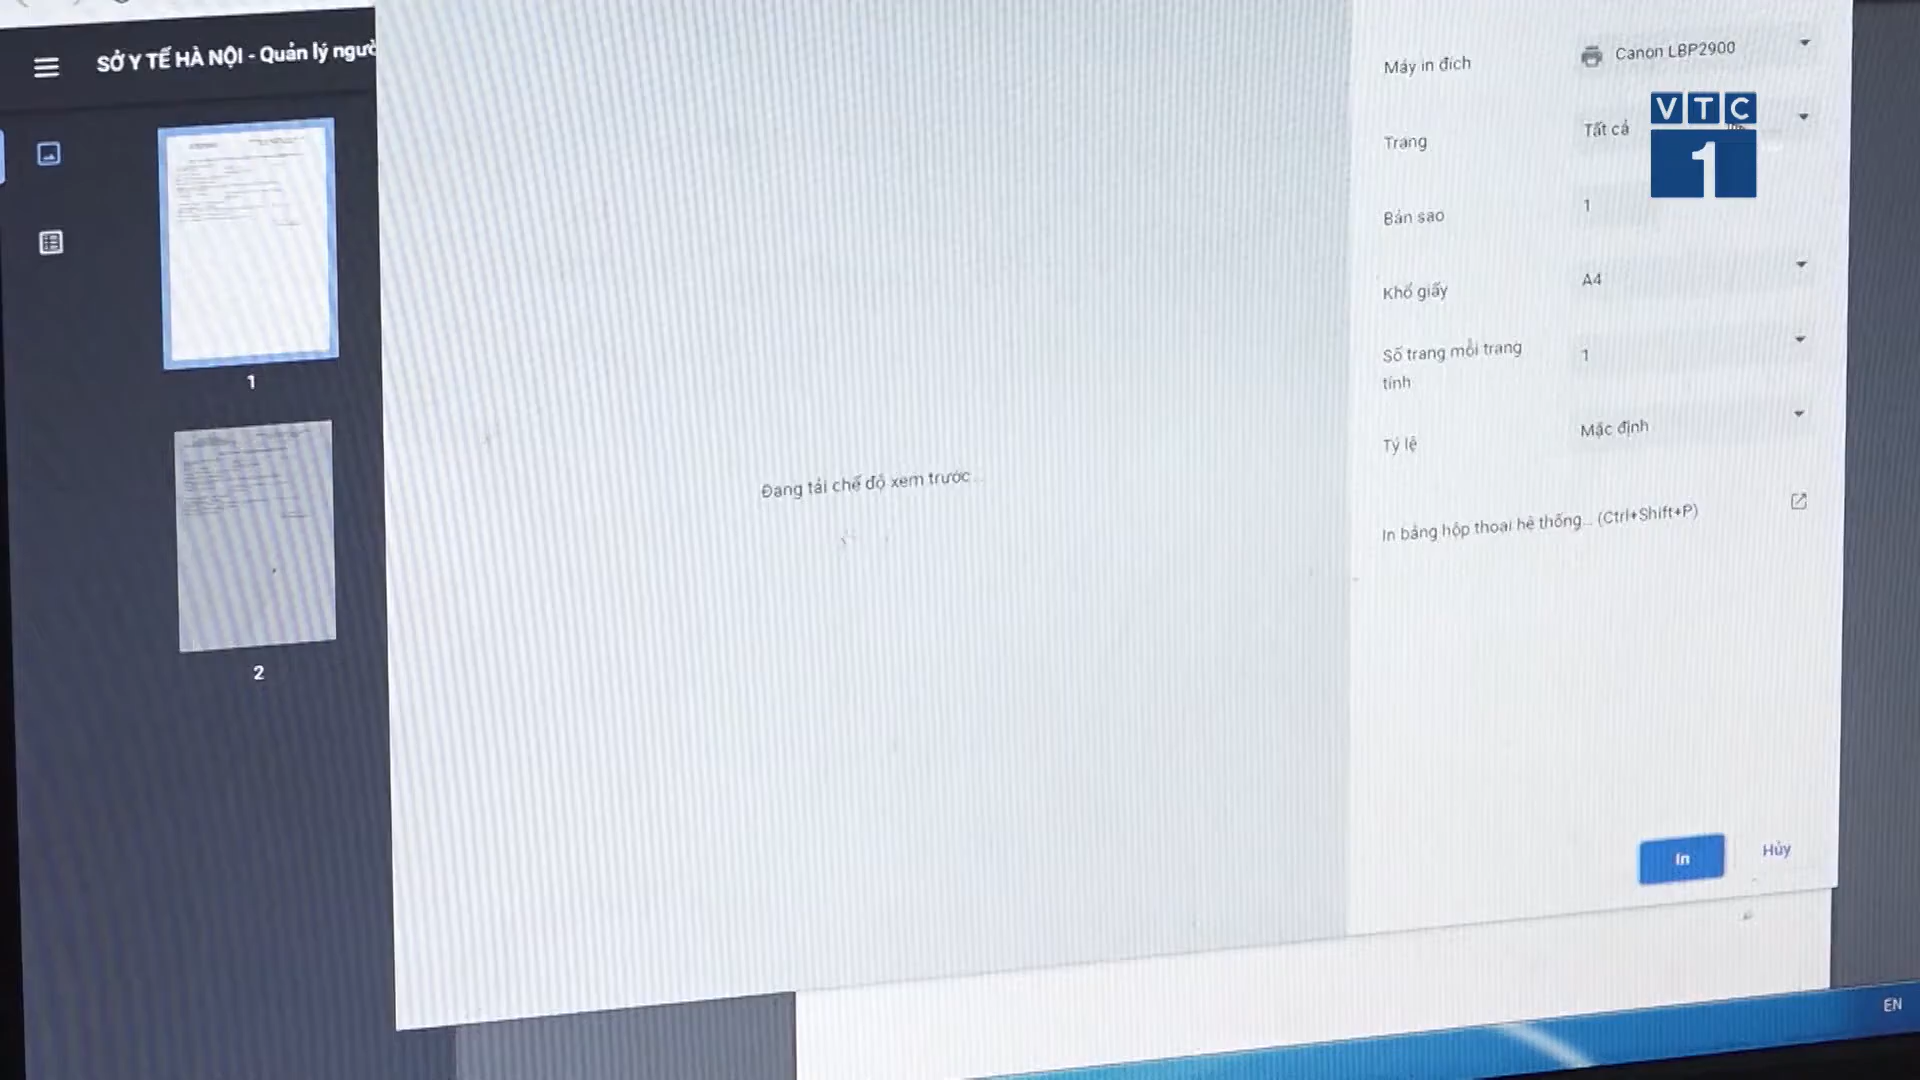 SỞ Y TẾ HÀ NỘI - Quản lý ngườ
1
2
Đang tải chế độ xem trước...
Máy in đích
Canon LBP2900
Trang
Tất cả
Bản sao
1
Khổ giấy
A4
Số trang mỗi trang
tính
1
Tỷ lệ
Mặc định
In bằng hộp thoại hệ thống... (Ctrl+Shift+P)
In
Hủy
EN
VTC
1